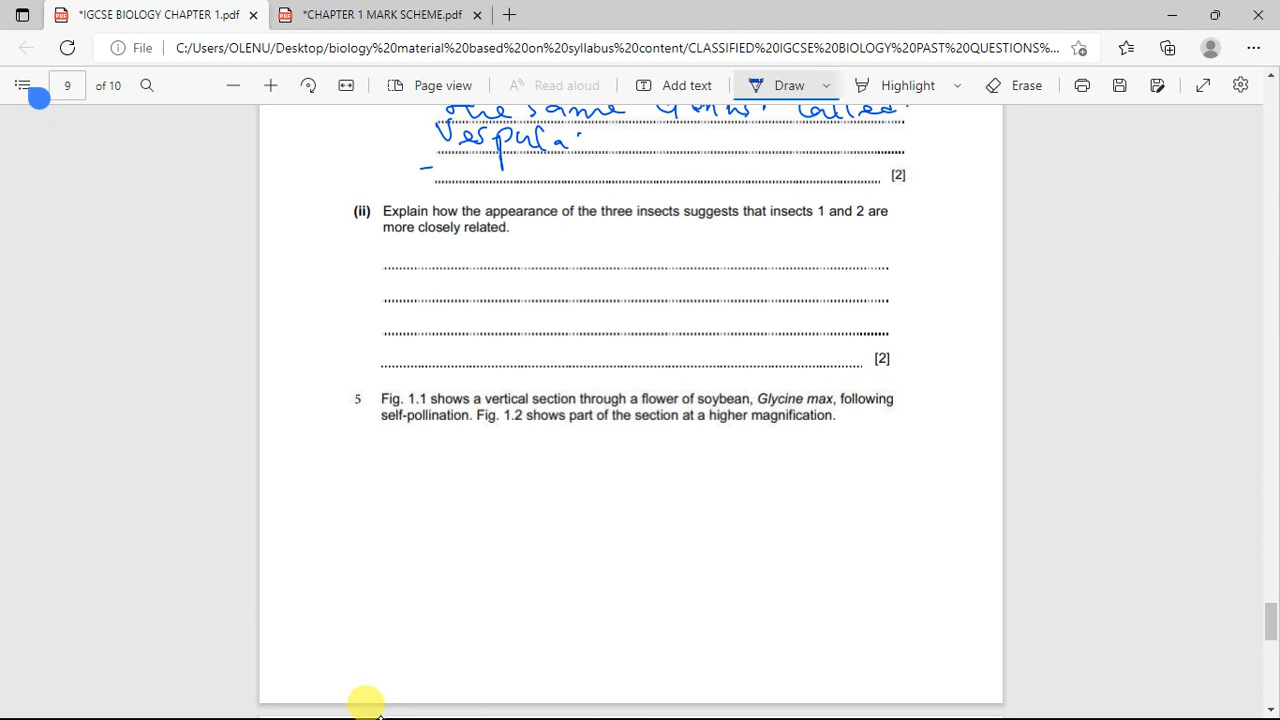 *IGCSE BIOLOGY CHAPTER 1.pdf
*CHAPTER 1 MARK SCHEME.pdf
File
C:/Users/OLENU/Desktop/biology%20material%20based%20on%20syllabus%20content/CLASSIFIED%20IGCSE%20BIOLOGY%20PAST%20QUESTIONS%...
9 of 10
Page view
Read aloud
Add text
Draw
Highlight
Erase
the same called
Vespula
[2]
(ii) Explain how the appearance of the three insects suggests that insects 1 and 2 are
more closely related.
[2]
5 Fig. 1.1 shows a vertical section through a flower of soybean, Glycine max, following
self-pollination. Fig. 1.2 shows part of the section at a higher magnification.